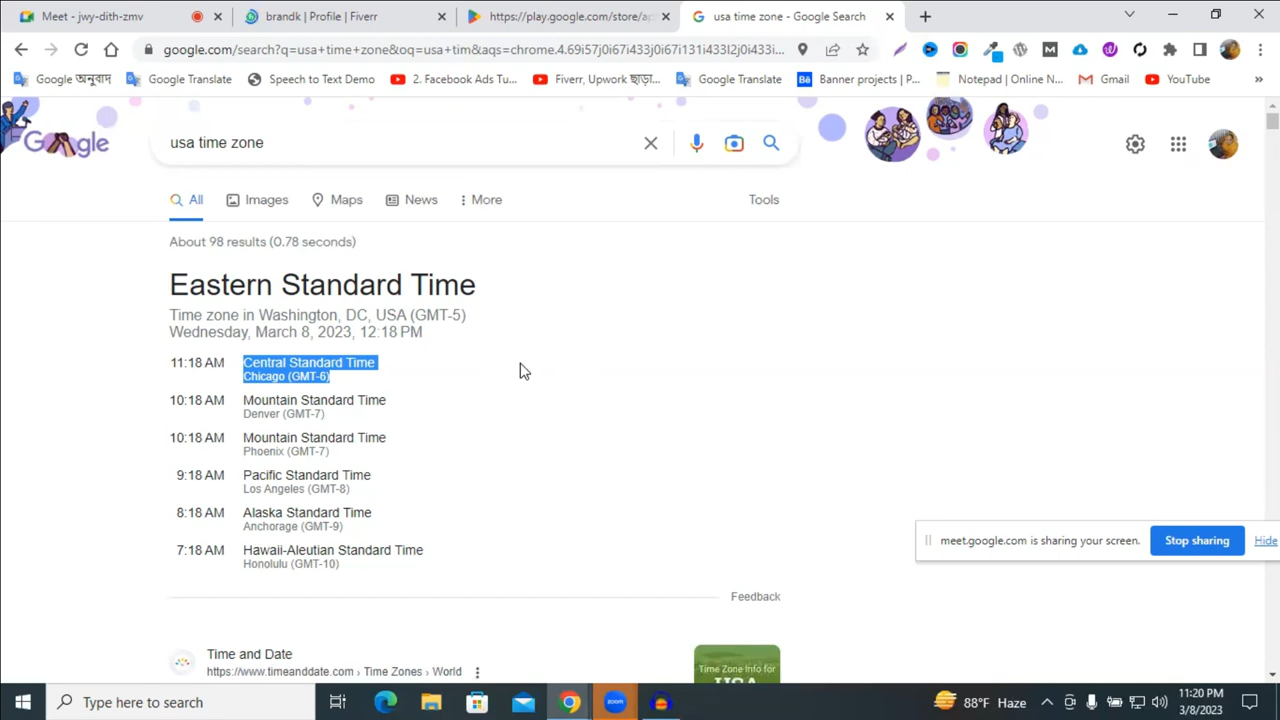 Meet - jwy-dith-zmv
brandk | Profile | Fiverr
https://play.google.com/store/ap
usa time zone - Google Search
google.com/search?q=usa+time+zone&oq=usa+tim&aqs=chrome.4.69i57j0i67i433j0i67i131i433l2j0i433i...
Google অনুবাদ
Google Translate
Speech to Text Demo
2. Facebook Ads Tu...
Fiverr, Upwork ছাড়া...
Google Translate
Banner projects | P...
Notepad | Online N...
Gmail
YouTube
Google
usa time zone
All
Images
Maps
News
More
Tools
About 98 results (0.78 seconds)
Eastern Standard Time
Time zone in Washington, DC, USA (GMT-5)
Wednesday, March 8, 2023, 12:18 PM
11:18 AM Central Standard Time
Chicago (GMT-6)
10:18 AM Mountain Standard Time
Denver (GMT-7)
10:18 AM Mountain Standard Time
Phoenix (GMT-7)
9:18 AM Pacific Standard Time
Los Angeles (GMT-8)
8:18 AM Alaska Standard Time
Anchorage (GMT-9)
7:18 AM Hawaii-Aleutian Standard Time
Honolulu (GMT-10)
meet.google.com is sharing your screen.
Stop sharing
Hide
Feedback
Time and Date
https://www.timeanddate.com › Time Zones › World
Time Zone Info for
Type here to search
zoom
88°F Haze
11:20 PM
3/8/2023